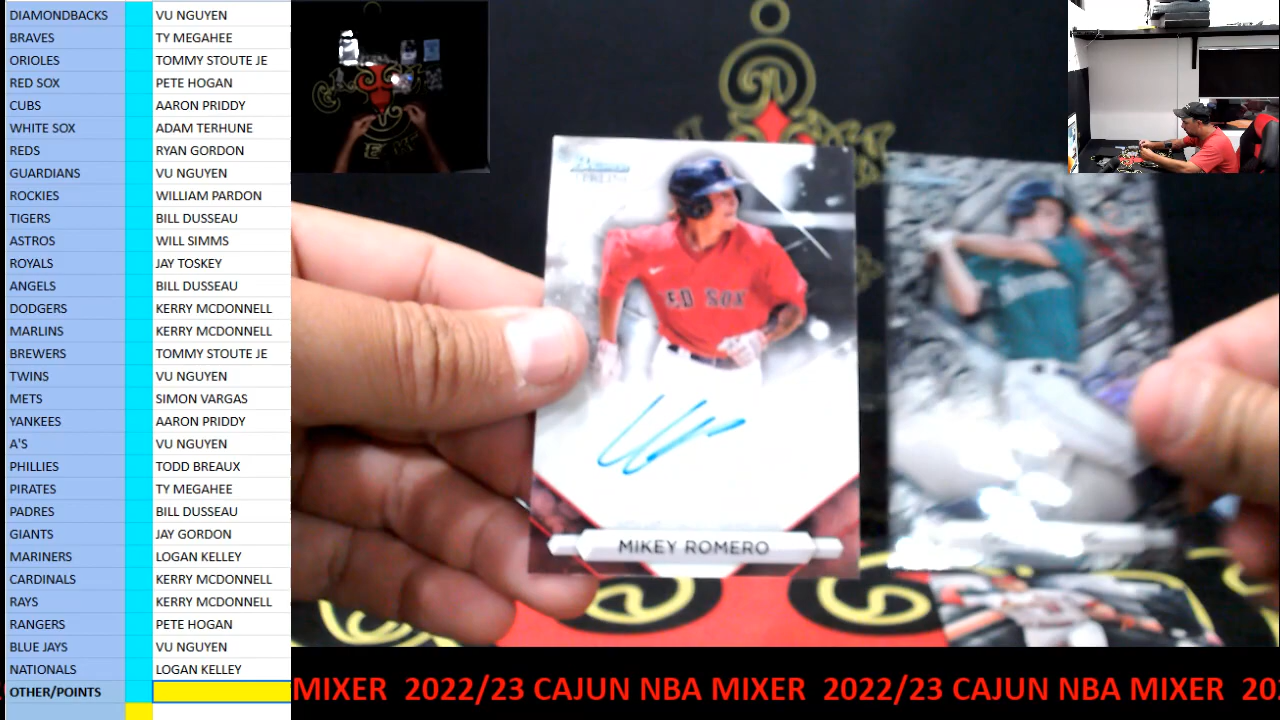 DIAMONDBACKS VU NGUYEN
BRAVES TY MEGAHEE
ORIOLES TOMMY STOUTE JE
RED SOX PETE HOGAN
CUBS AARON PRIDDY
WHITE SOX ADAM TERHUNE
REDS RYAN GORDON
GUARDIANS VU NGUYEN
ROCKIES WILLIAM PARDON
TIGERS BILL DUSSEAU
ASTROS WILL SIMMS
ROYALS JAY TOSKEY
ANGELS BILL DUSSEAU
DODGERS KERRY MCDONNELL
MARLINS KERRY MCDONNELL
BREWERS TOMMY STOUTE JE
TWINS VU NGUYEN
METS SIMON VARGAS
YANKEES AARON PRIDDY
A'S VU NGUYEN
PHILLIES TODD BREAUX
PIRATES TY MEGAHEE
PADRES BILL DUSSEAU
GIANTS JAY GORDON
MARINERS LOGAN KELLEY
CARDINALS KERRY MCDONNELL
RAYS KERRY MCDONNELL
RANGERS PETE HOGAN
BLUE JAYS VU NGUYEN
NATIONALS LOGAN KELLEY
OTHER/POINTS
ED SOX
MIKEY ROMERO
MIXER 2022/23 CAJUN NBA MIXER 2022/23 CAJUN NBA MIXER 20